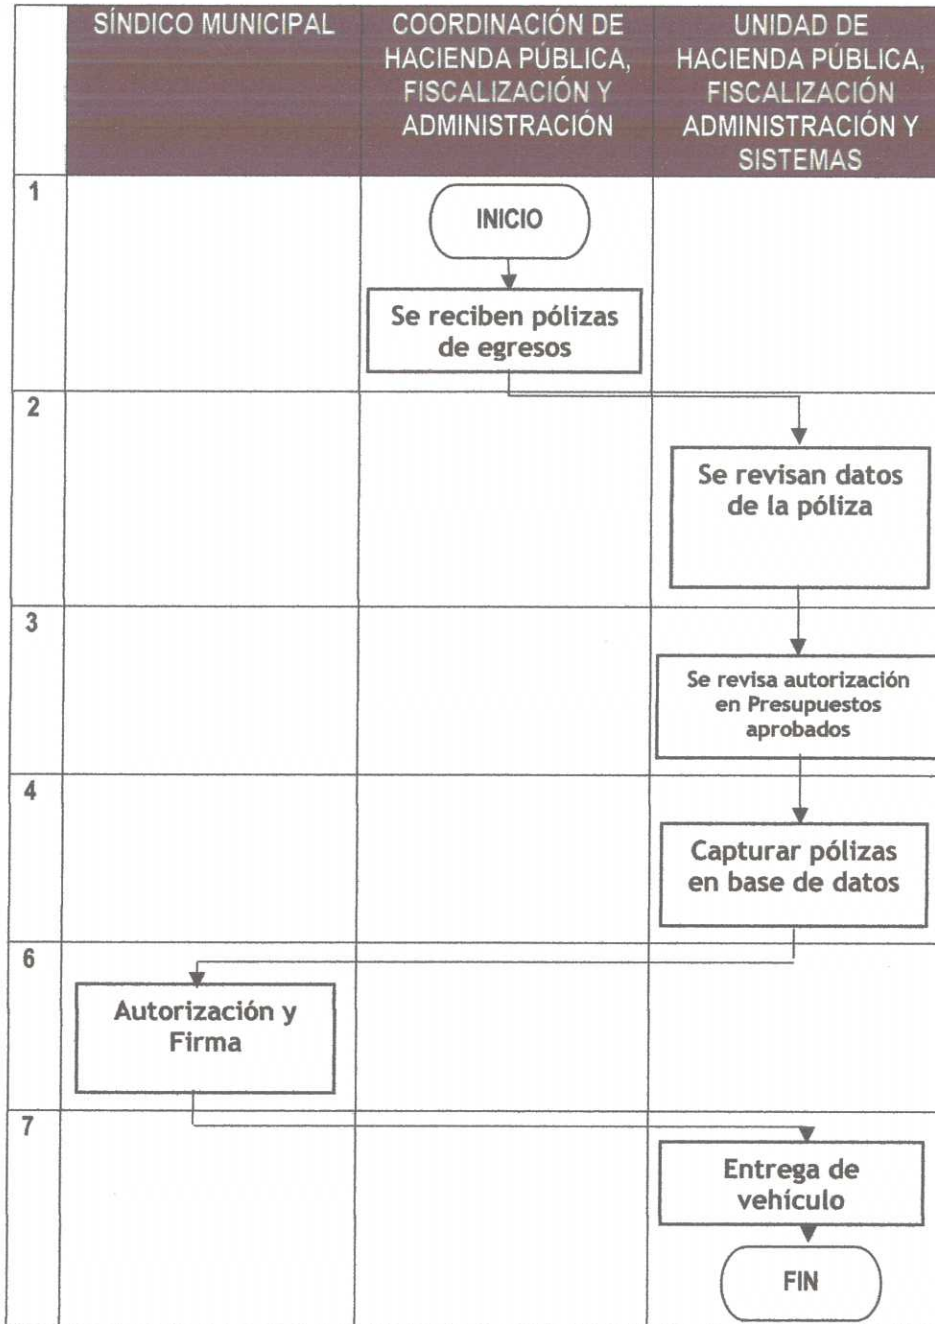 SÍNDICO MUNICIPAL
COORDINACIÓN DE
HACIENDA PÚBLICA,
FISCALIZACIÓN Y
ADMINISTRACIÓN
UNIDAD DE
HACIENDA PÚBLICA,
FISCALIZACIÓN
ADMINISTRACIÓN Y
SISTEMAS
1
INICIO
Se reciben pólizas
de egresos
2
Se revisan datos
de la póliza
3
Se revisa autorización
en Presupuestos
aprobados
4
Capturar pólizas
en base de datos
6
Autorización y
Firma
7
Entrega de
vehículo
FIN